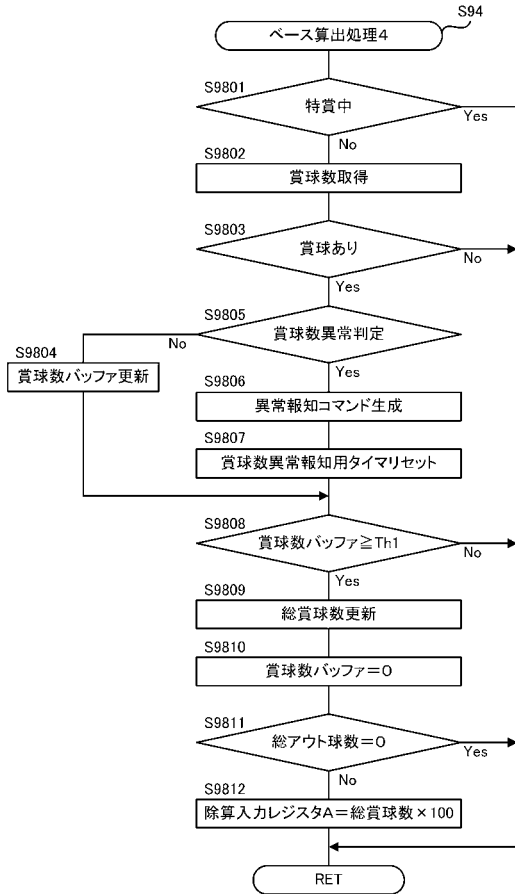 S94
ベース算出処理4
S9801
特賞中
Yes
No
S9802
賞球数取得
S9803
賞球あり
No
Yes
S9805
賞球数異常判定
No
S9804
賞球数バッファ更新
Yes
S9806
異常報知コマンド生成
S9807
賞球数異常報知用タイマリセット
S9808
賞球数バッファ≧Th1
No
Yes
S9809
総賞球数更新
S9810
賞球数バッファ=0
S9811
総アウト球数=0
Yes
No
S9812
除算入力レジスタA=総賞球数×100
RET